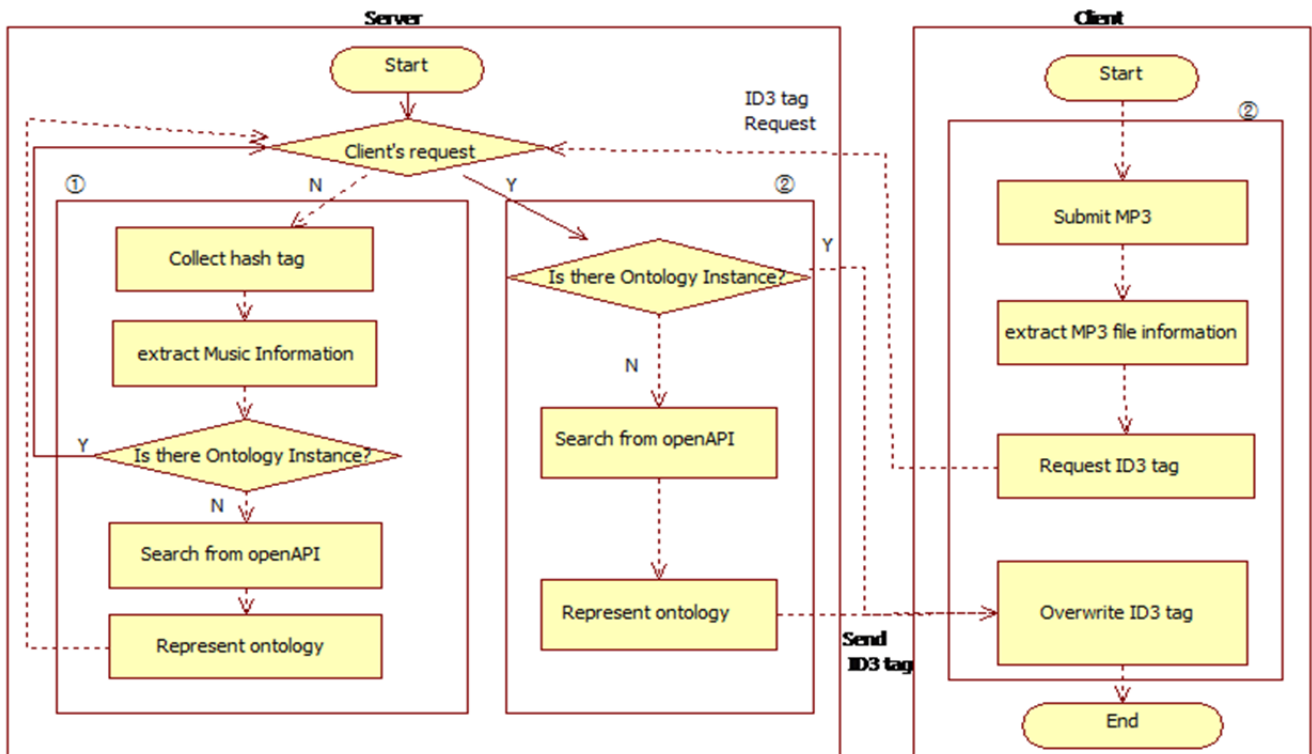 Server
Start
Client's request
N
Y
①
Collect hash tag
extract Music Information
Is there Ontology Instance?
Y
N
Search from openAPI
Represent ontology
②
Is there Ontology Instance?
Y
N
Search from openAPI
Represent ontology
ID3 tag
Request
Send
ID3 tag
Client
Start
②
Submit MP3
extract MP3 file information
Request ID3 tag
Overwrite ID3 tag
End